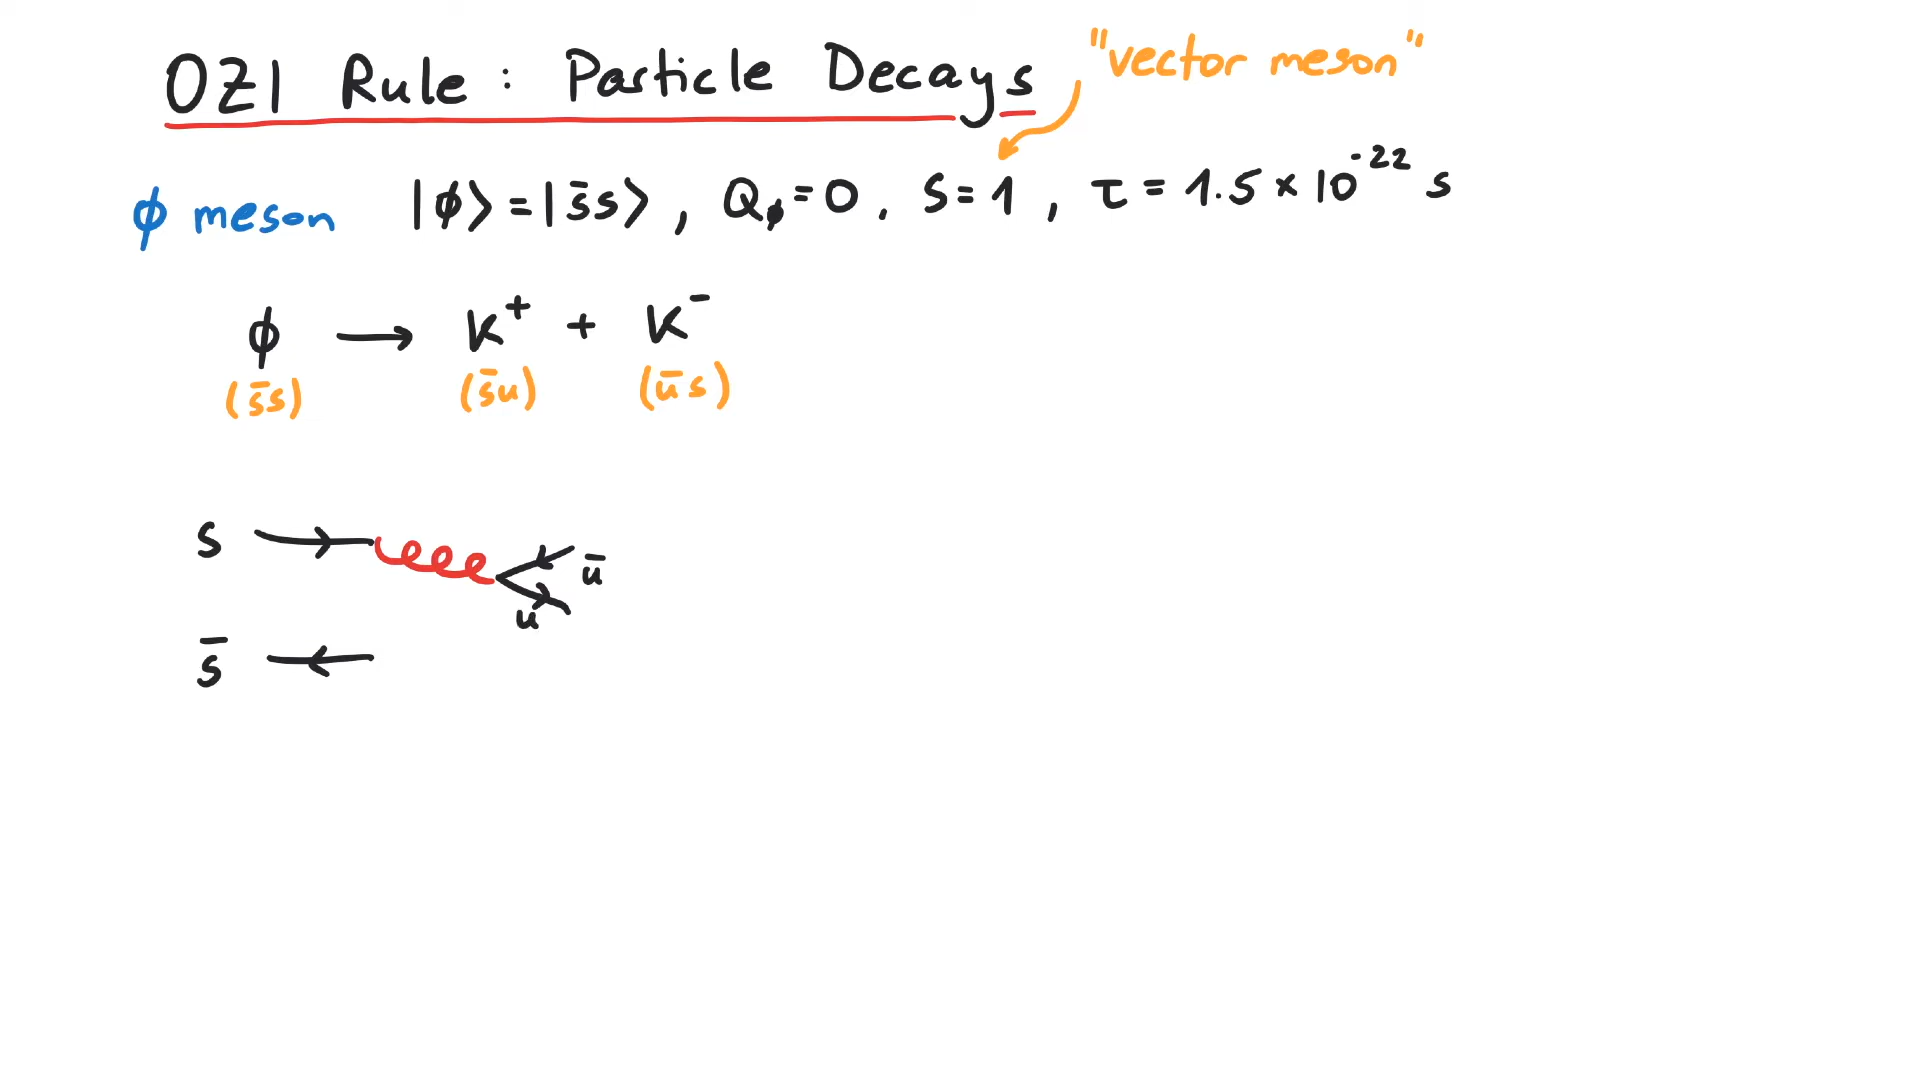 OZI Rule : Particle Decays
"vector meson"
ϕ meson |ϕ⟩ = |s̄s⟩ , Qϕ = 0 . S = 1 , τ = 1.5 × 10⁻²² s
ϕ ⟶ K⁺ + K⁻
(s̄s) (s̄u) (ūs)
s
ū
u
s̄